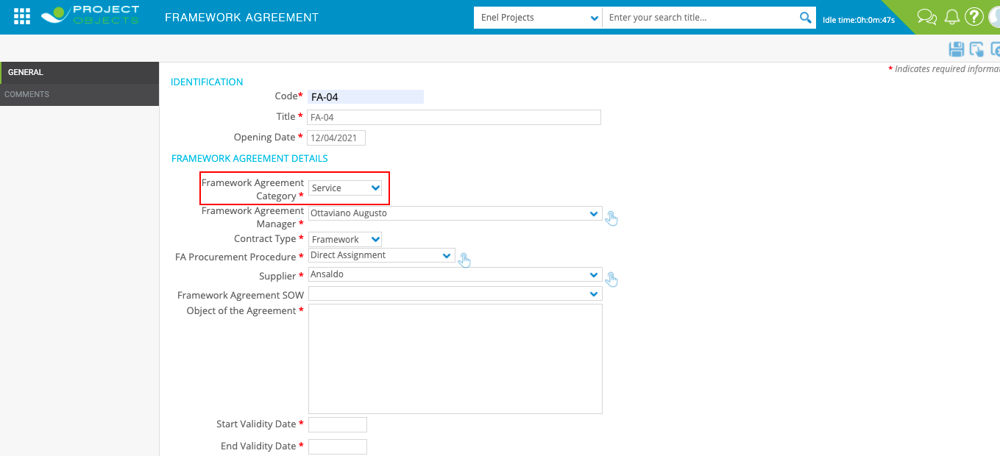 PROJECT
OBJECTS
FRAMEWORK AGREEMENT
Enel Projects
Enter your search title...
Idle time:0h:0m:47s
?
* Indicates required informat
GENERAL
COMMENTS
IDENTIFICATION
Code* FA-04
Title * FA-04
Opening Date * 12/04/2021
FRAMEWORK AGREEMENT DETAILS
Framework Agreement
Category * Service
Framework Agreement
Manager * Ottaviano Augusto
Contract Type * Framework
FA Procurement Procedure * Direct Assignment
Supplier * Ansaldo
Framework Agreement SOW
Object of the Agreement *
Start Validity Date *
End Validity Date *